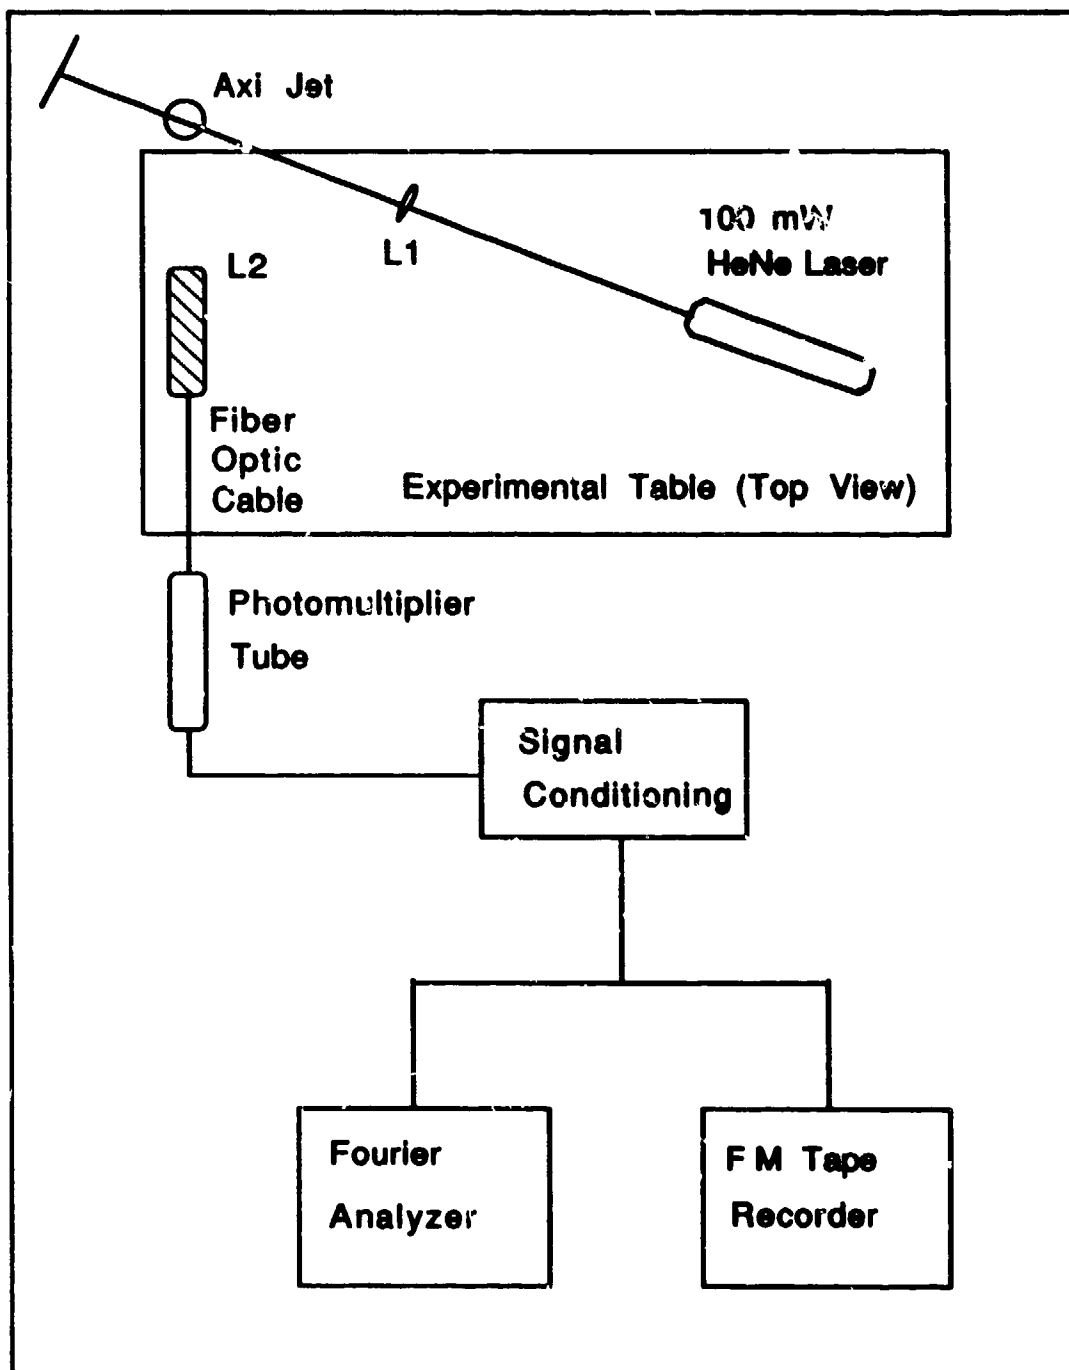 Axi Jet
100 mW
HeNe Laser
L1
L2
Fiber
Optic
Cable
Experimental Table (Top View)
Photomultiplier
Tube
Signal
Conditioning
Fourier
Analyzer
FM Tape
Recorder